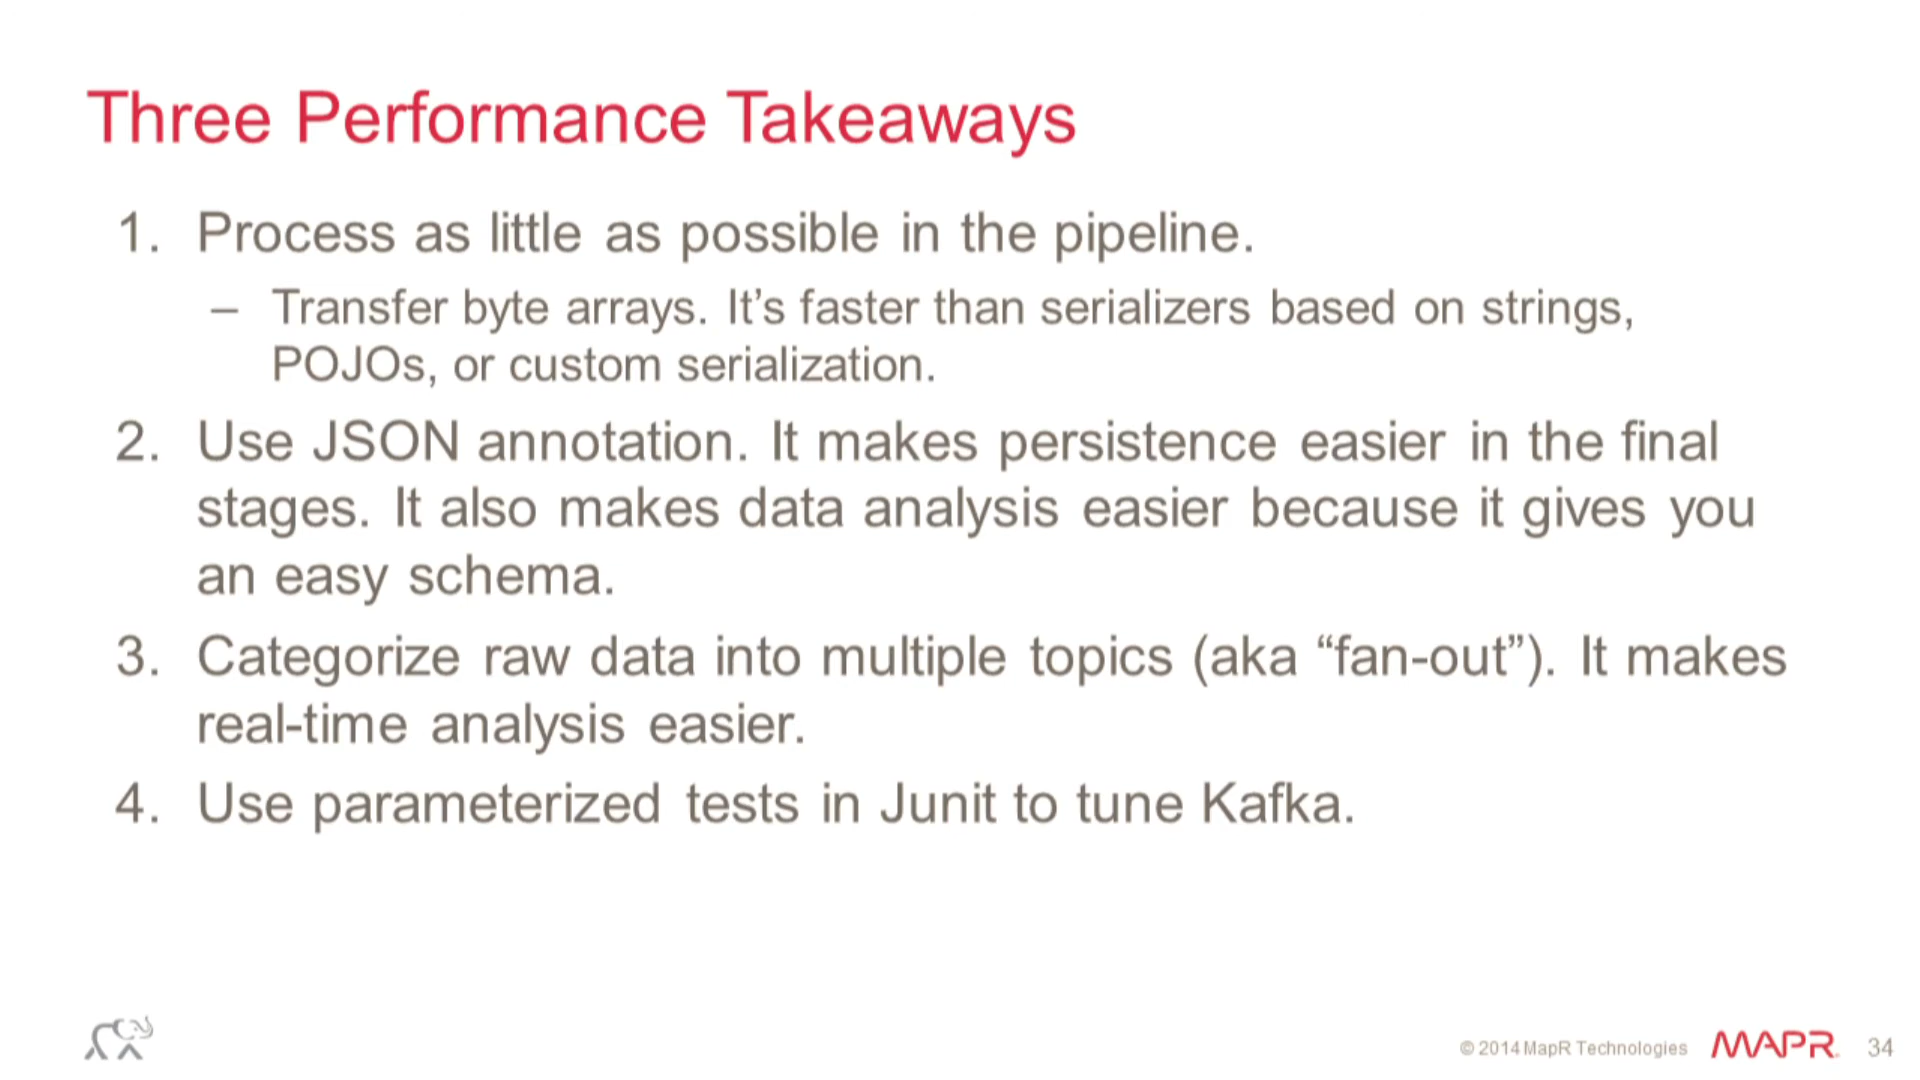 Three Performance Takeaways
1. Process as little as possible in the pipeline.
– Transfer byte arrays. It’s faster than serializers based on strings,
POJOs, or custom serialization.
2. Use JSON annotation. It makes persistence easier in the final
stages. It also makes data analysis easier because it gives you
an easy schema.
3. Categorize raw data into multiple topics (aka “fan-out”). It makes
real-time analysis easier.
4. Use parameterized tests in Junit to tune Kafka.
© 2014 MapR Technologies MAPR 34